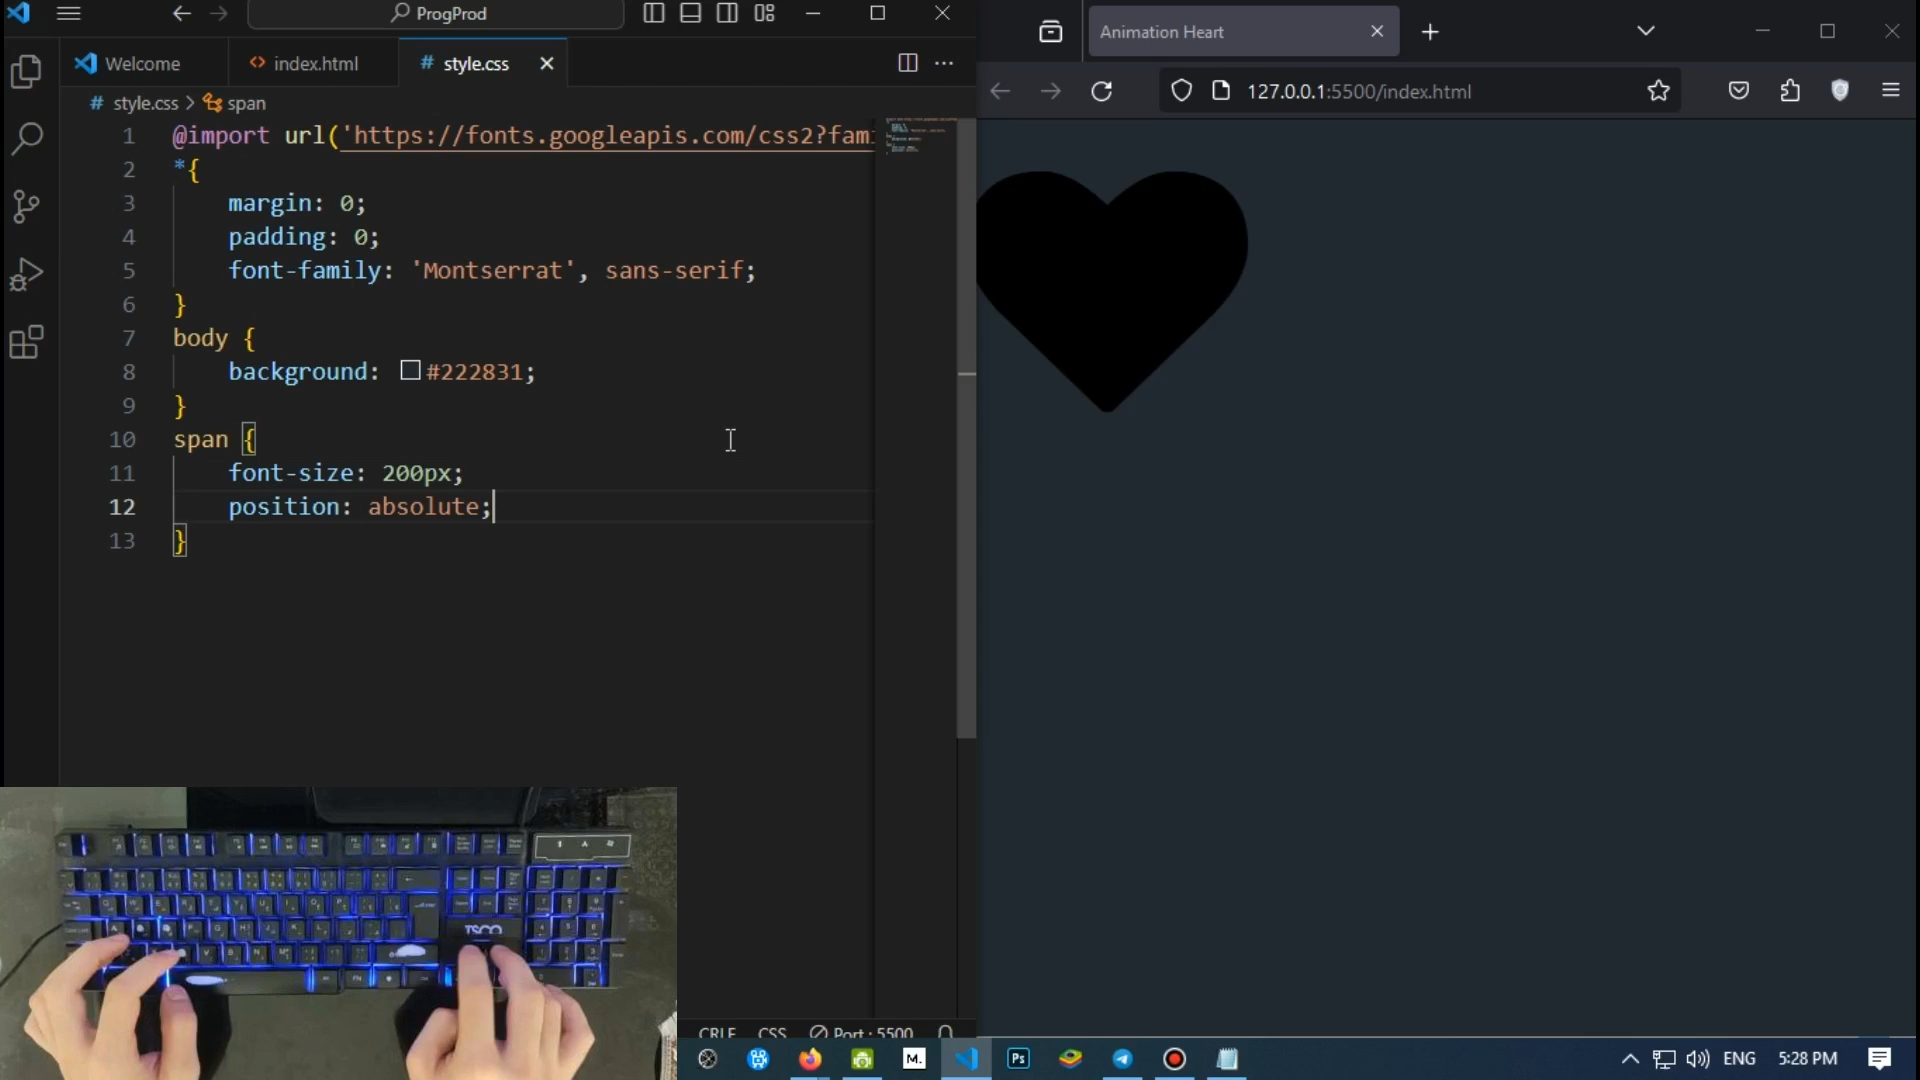 ProgProd
Welcome
index.html
style.css
style.css > span
1 @import url('https://fonts.googleapis.com/css2?fami
2 *{
3 margin: 0;
4 padding: 0;
5 font-family: 'Montserrat', sans-serif;
6 }
7 body {
8 background: #222831;
9 }
10 span {
11 font-size: 200px;
12 position: absolute;
13 }
CRLF CSS Port : 5500
Animation Heart
127.0.0.1:5500/index.html
TSCO
M.
Ps
ENG 5:28 PM